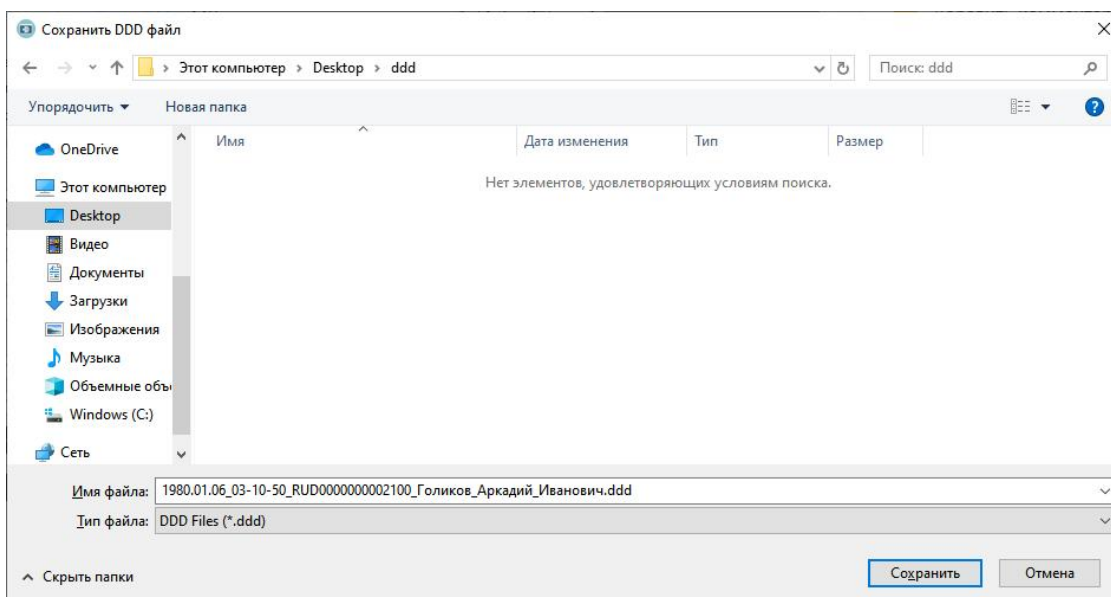 Сохранить DDD файл
Этот компьютер > Desktop > ddd
Поиск: ddd
Упорядочить
Новая папка
Имя
Дата изменения
Тип
Размер
Нет элементов, удовлетворяющих условиям поиска.
OneDrive
Этот компьютер
Desktop
Видео
Документы
Загрузки
Изображения
Музыка
Объемные объ
Windows (C:)
Сеть
Имя файла: 1980.01.06_03-10-50_RUD0000000002100_Голиков_Аркадий_Иванович.ddd
Тип файла: DDD Files (*.ddd)
Скрыть папки
Сохранить
Отмена